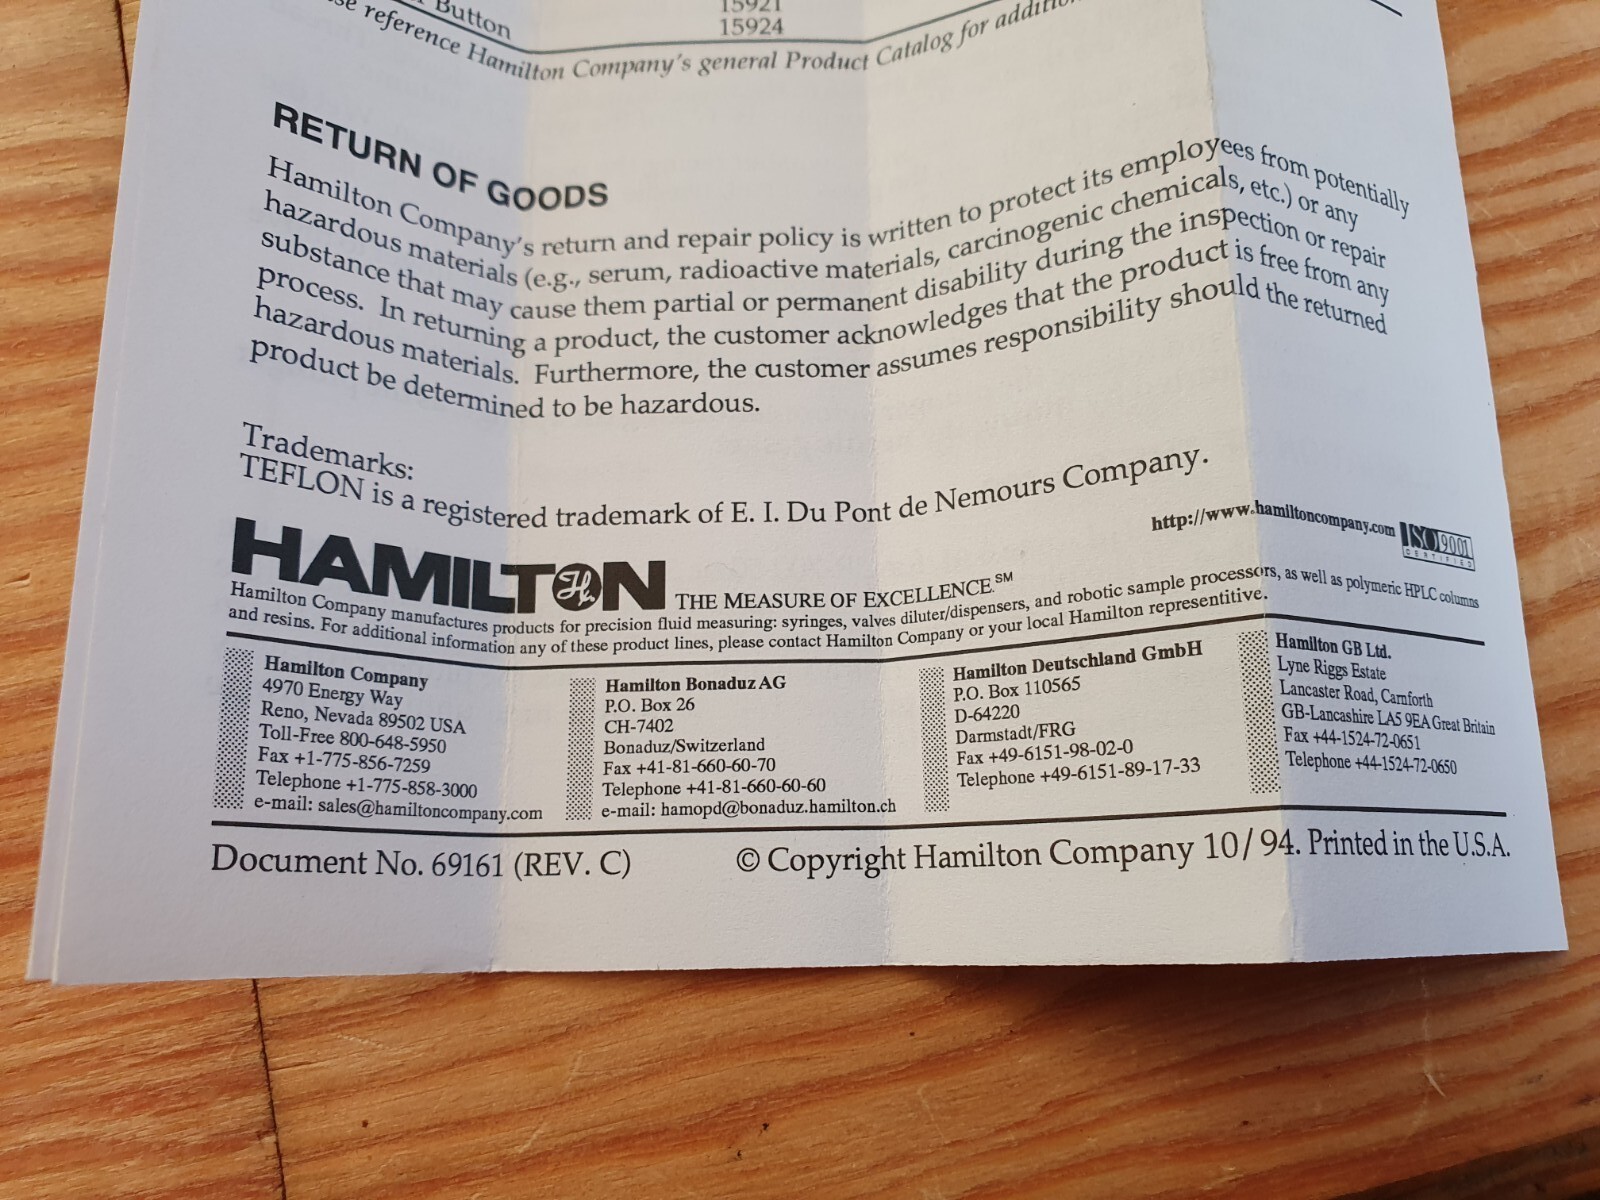 Button
15921
15924
reference Hamilton Company's general Product Catalog for
RETURN OF GOODS
Hamilton Company's return and repair policy is written to protect its employees from potentially
hazardous materials (e.g., serum, radioactive materials, carcinogenic chemicals, etc.) or any
substance that may cause them partial or permanent disability during the inspection or repair
process. In returning a product, the customer acknowledges that the product is free from any
hazardous materials. Furthermore, the customer assumes responsibility should the returned
product be determined to be hazardous.
Trademarks:
TEFLON is a registered trademark of E. I. Du Pont de Nemours Company.
http://www.hamiltoncompany.com
ISO 9001
CERTIFIED
HAMILTON THE MEASURE OF EXCELLENCE℠
Hamilton Company manufactures products for precision fluid measuring: syringes, valves diluter/dispensers, and robotic sample processors, as well as polymeric HPLC columns
and resins. For additional information any of these product lines, please contact Hamilton Company or your local Hamilton representitive.
Hamilton Company
4970 Energy Way
Reno, Nevada 89502 USA
Toll-Free 800-648-5950
Fax +1-775-856-7259
Telephone +1-775-858-3000
e-mail: sales@hamiltoncompany.com
Hamilton Bonaduz AG
P.O. Box 26
CH-7402
Bonaduz/Switzerland
Fax +41-81-660-60-70
Telephone +41-81-660-60-60
e-mail: hamopd@bonaduz.hamilton.ch
Hamilton Deutschland GmbH
P.O. Box 110565
D-64220
Darmstadt/FRG
Fax +49-6151-98-02-0
Telephone +49-6151-89-17-33
Hamilton GB Ltd.
Lyne Riggs Estate
Lancaster Road, Carnforth
GB-Lancashire LA5 9EA Great Britain
Fax +44-1524-72-0651
Telephone +44-1524-72-0650
Document No. 69161 (REV. C)
© Copyright Hamilton Company 10/94. Printed in the U.S.A.